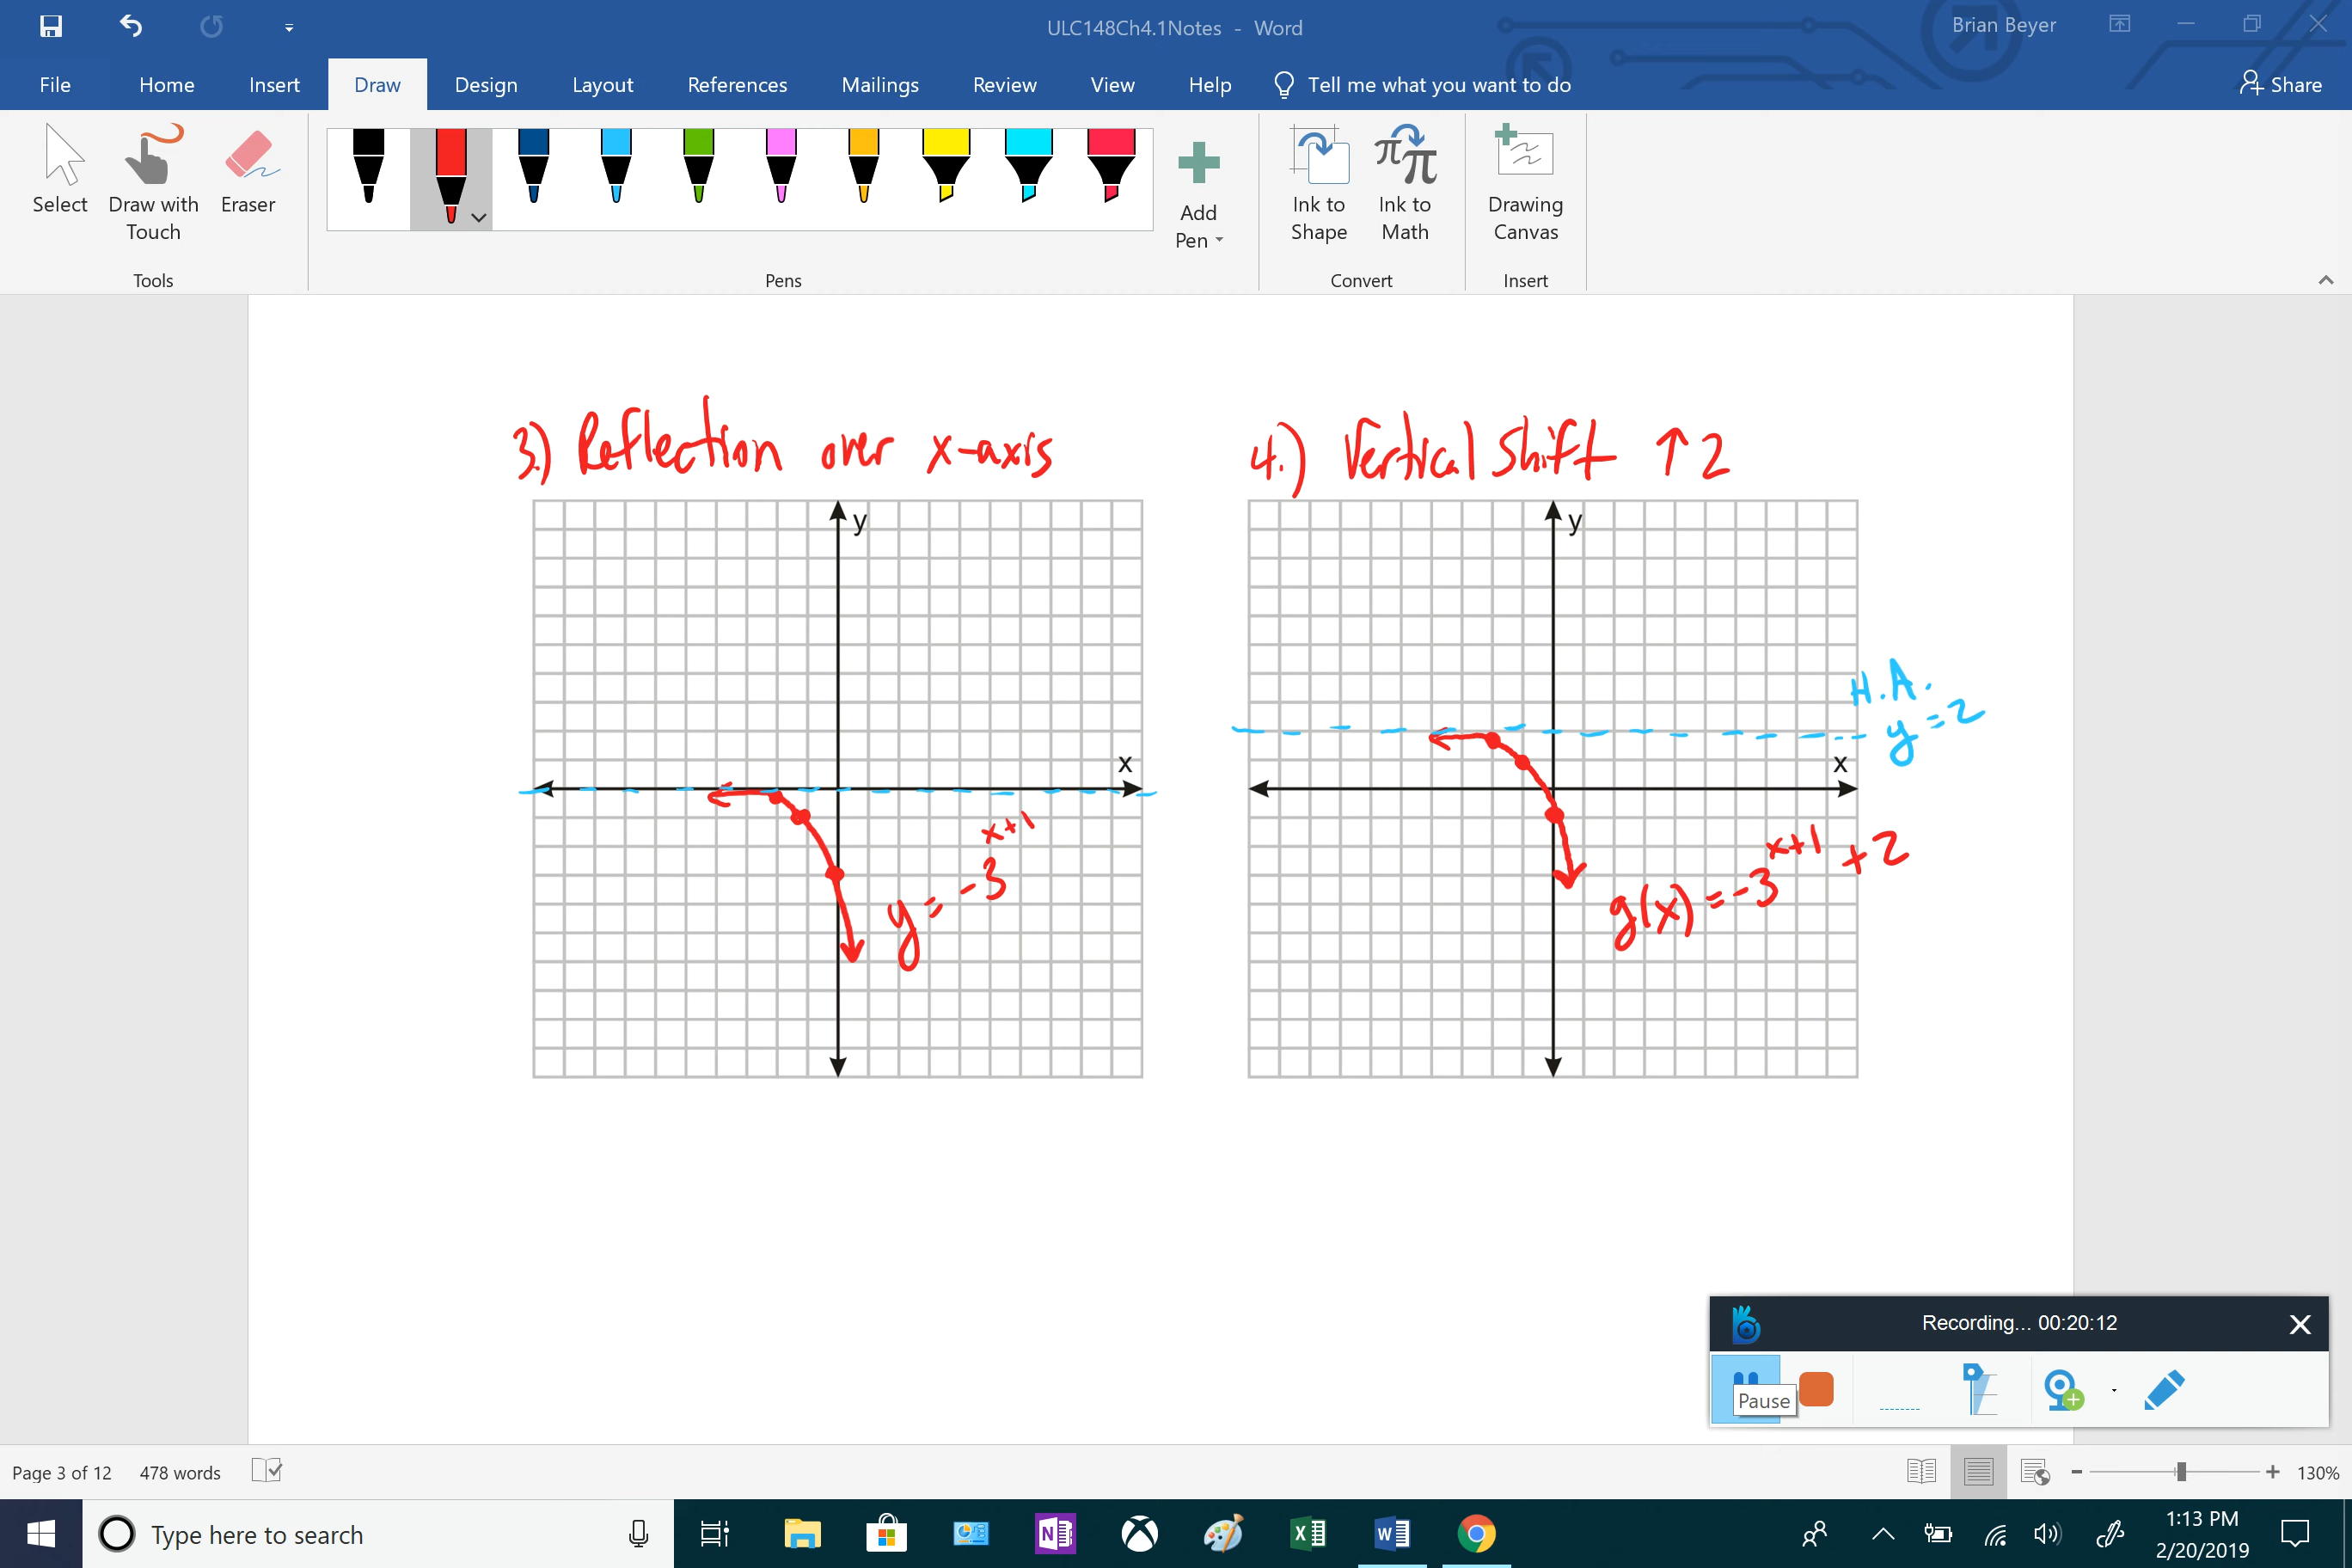 ULC148Ch4.1Notes - Word
Brian Beyer
File Home Insert Draw Design Layout References Mailings Review View Help Tell me what you want to do Share
Select Draw with Touch Eraser
Add Pen
Ink to Shape Ink to Math
Drawing Canvas
Tools Pens Convert Insert
3.) Reflection over x-axis
4.) Vertical Shift ↑2
y
x
y = -3^{x+1}
y
H.A.
y=2
x
g(x) = -3^{x+1} + 2
Recording... 00:20:12
Pause
Page 3 of 12 478 words
130%
Type here to search
1:13 PM
2/20/2019